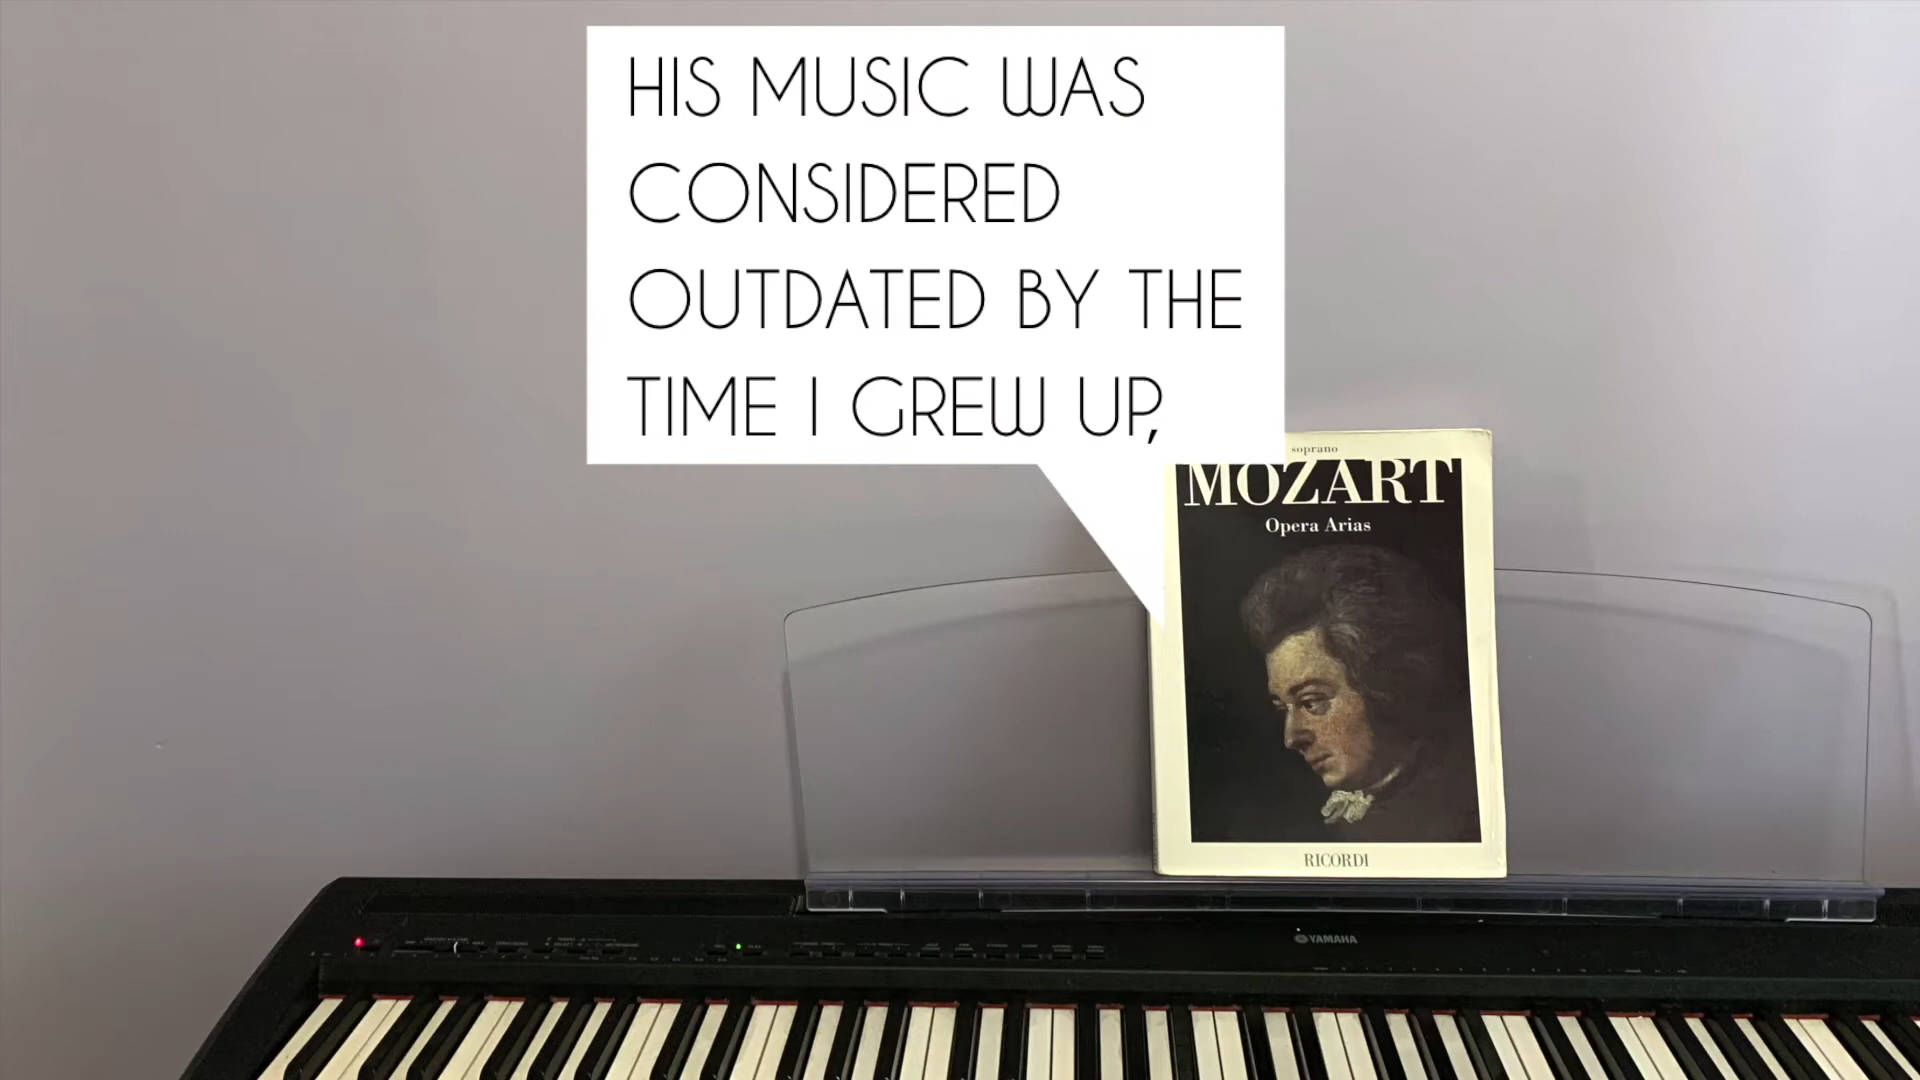 HIS MUSIC WAS
CONSIDERED
OUTDATED BY THE
TIME I GREW UP,
soprano
MOZART
Opera Arias
RICORDI
YAMAHA